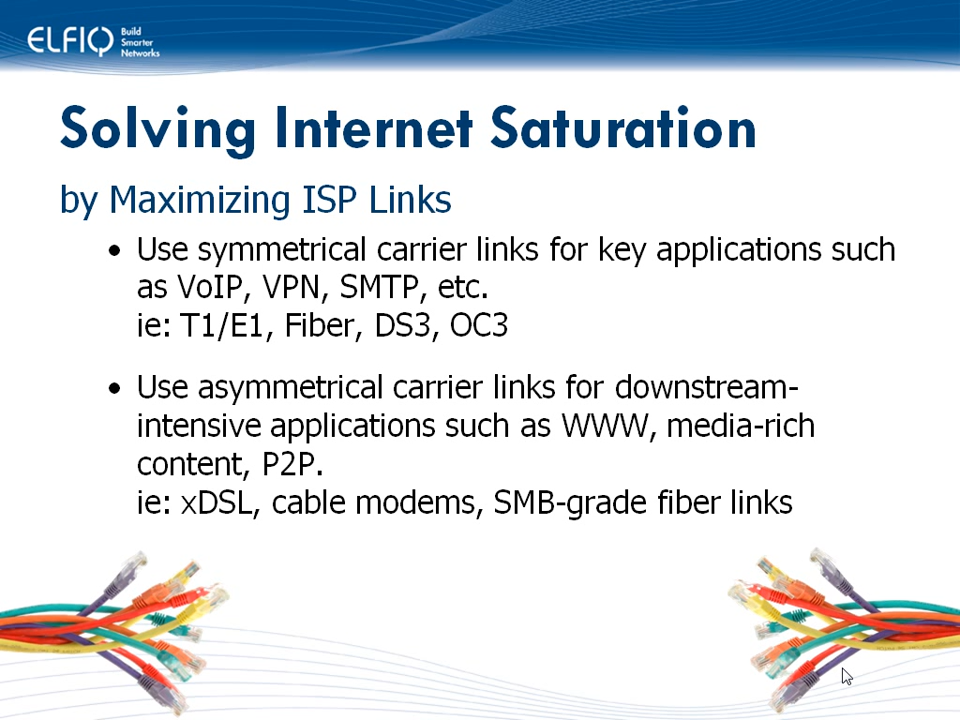 ELFIQ
Build
Smarter
Networks
Solving Internet Saturation
by Maximizing ISP Links
• Use symmetrical carrier links for key applications such
as VoIP, VPN, SMTP, etc.
ie: T1/E1, Fiber, DS3, OC3
• Use asymmetrical carrier links for downstream-
intensive applications such as WWW, media-rich
content, P2P.
ie: xDSL, cable modems, SMB-grade fiber links